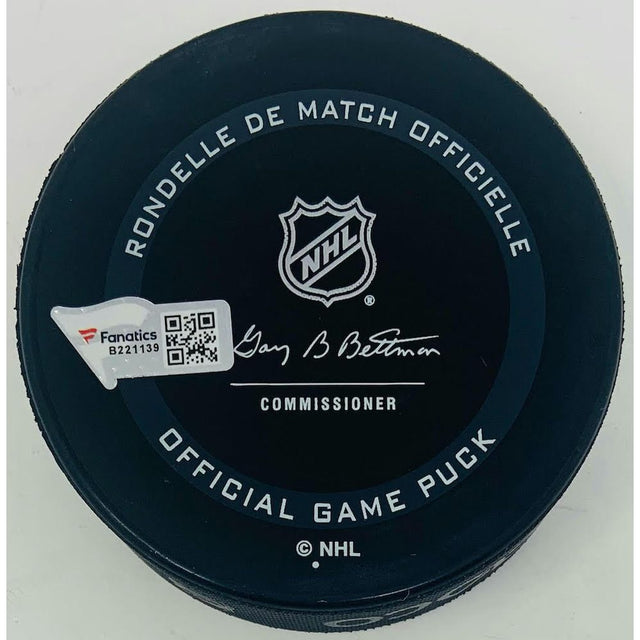 RONDELLE DE MATCH OFFICIELLE
NHL
®
Fanatics
B221139
Gary B Bettman
COMMISSIONER
OFFICIAL GAME PUCK
© NHL